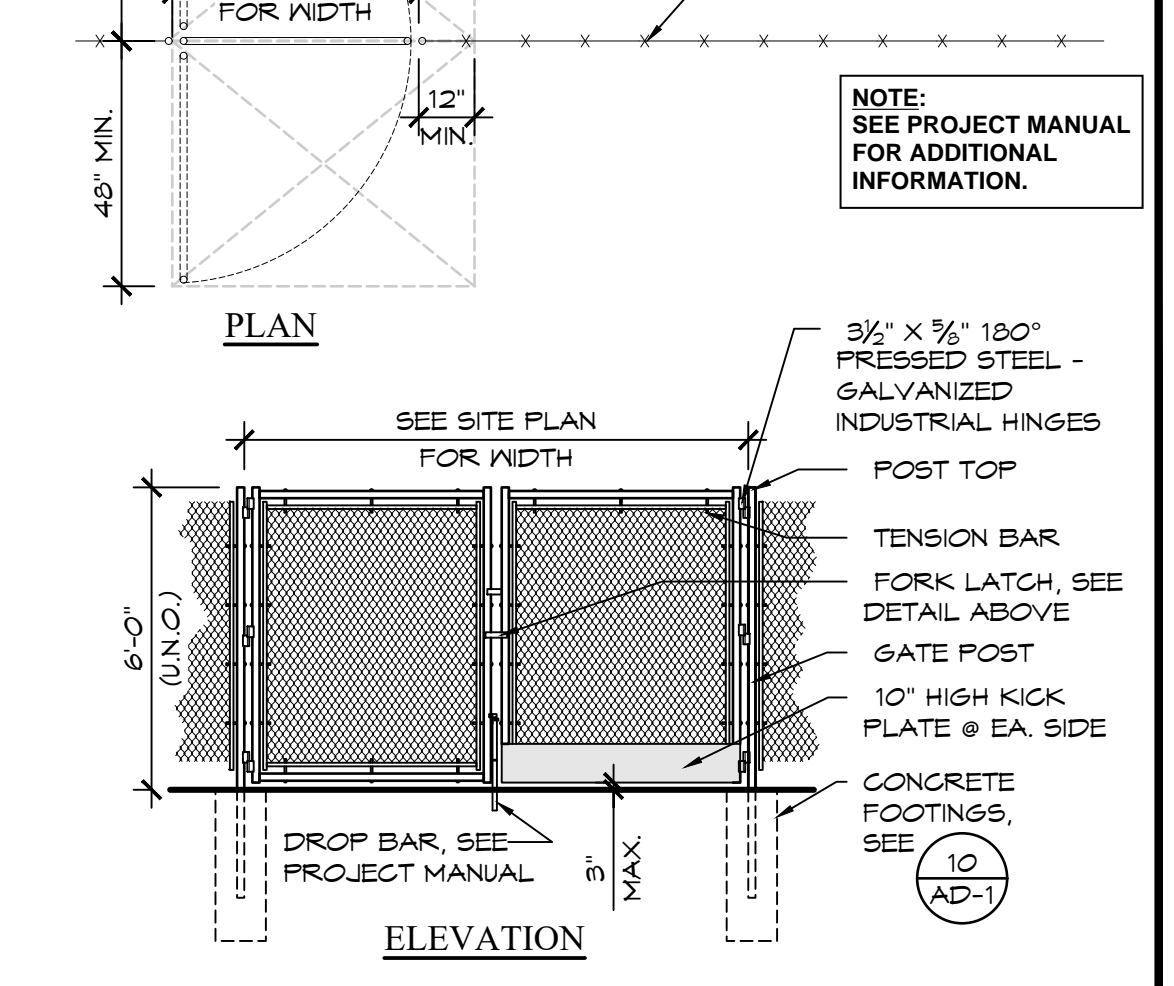 FOR WIDTH
12"
MIN.
48" MIN.
NOTE:
SEE PROJECT MANUAL
FOR ADDITIONAL
INFORMATION.
PLAN
3½" X ⅝" 180°
PRESSED STEEL -
GALVANIZED
INDUSTRIAL HINGES
SEE SITE PLAN
FOR WIDTH
POST TOP
TENSION BAR
FORK LATCH, SEE
DETAIL ABOVE
6'-0"
(U.N.O.)
GATE POST
10" HIGH KICK
PLATE @ EA. SIDE
CONCRETE
FOOTINGS,
SEE
10
AD-1
DROP BAR, SEE
PROJECT MANUAL
3"
MAX.
ELEVATION